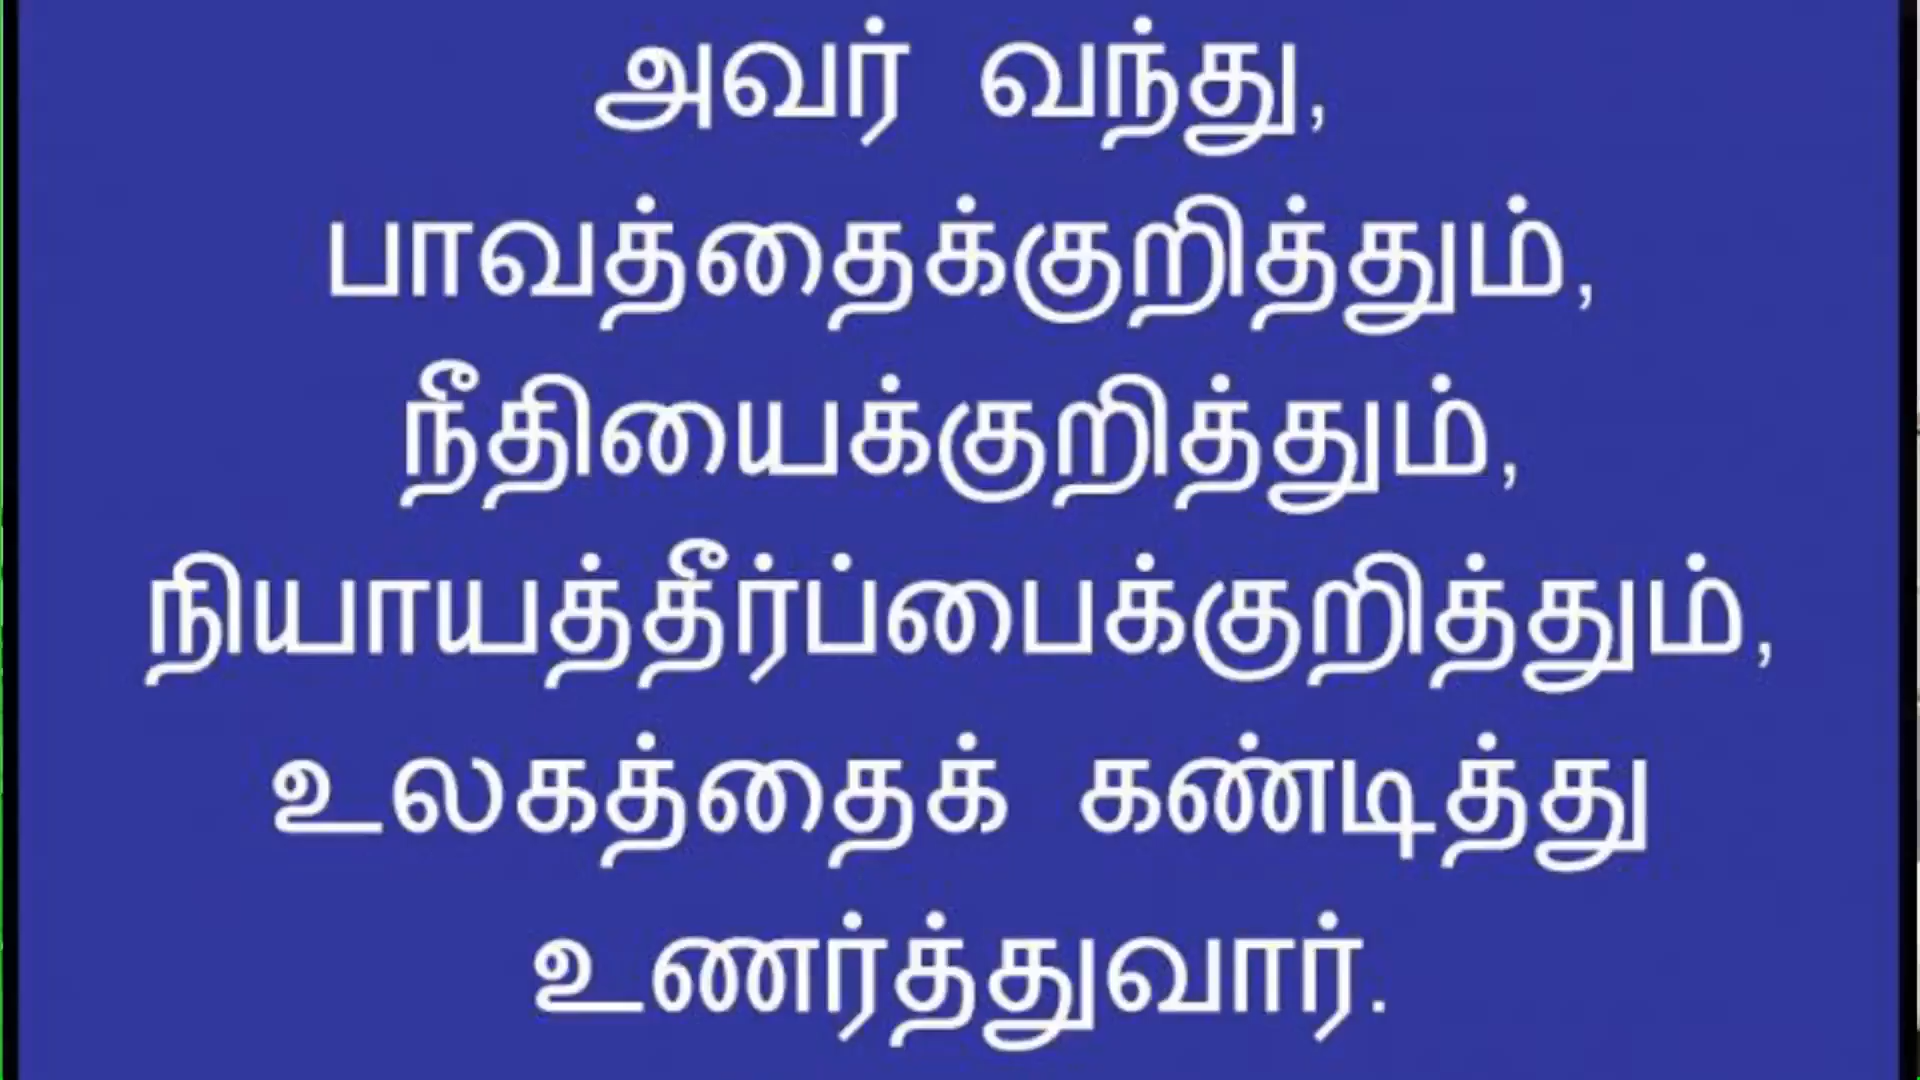 அவர் வந்து,
பாவத்தைக்குறித்தும்,
நீதியைக்குறித்தும்,
நியாயத்தீர்ப்பைக்குறித்தும்,
உலகத்தைக் கண்டித்து
உணர்த்துவார்.